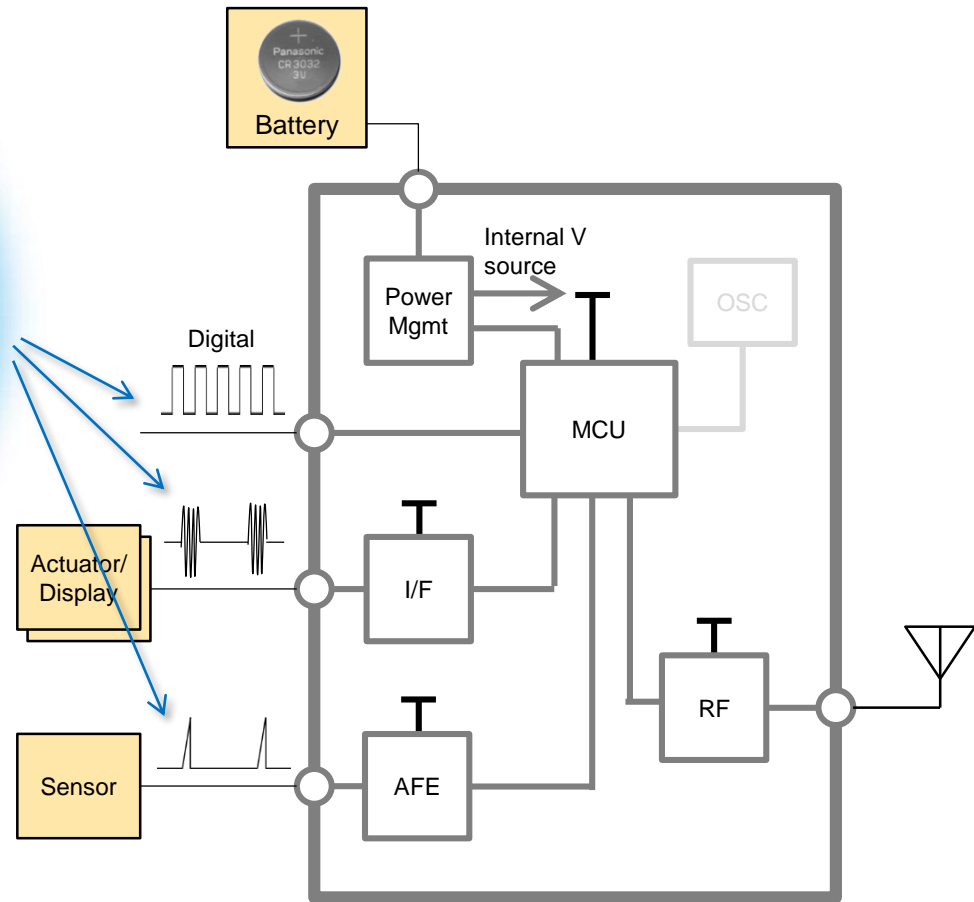 Panasonic
CR3032
3V
Battery
Internal V
source
Power
Mgmt
OSC
Digital
MCU
Actuator/
Display
I/F
RF
Sensor
AFE